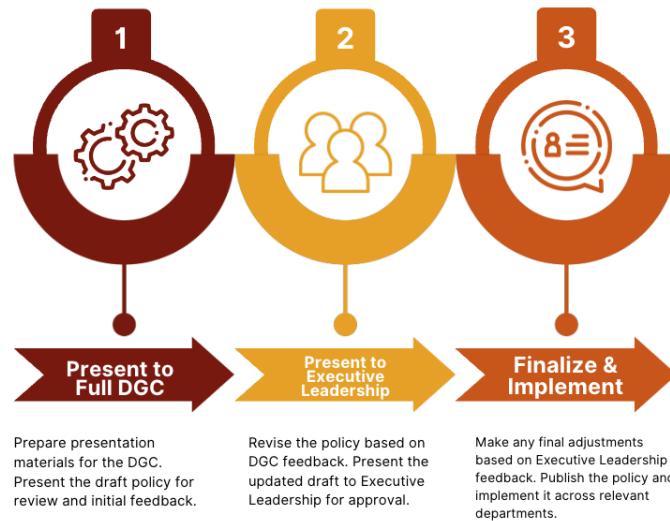 1
2
3
Present to
Full DGC
Present to
Executive
Leadership
Finalize &
Implement
Prepare presentation
materials for the DGC.
Present the draft policy for
review and initial feedback.
Revise the policy based on
DGC feedback. Present the
updated draft to Executive
Leadership for approval.
Make any final adjustments
based on Executive Leadership
feedback. Publish the policy and
implement it across relevant
departments.